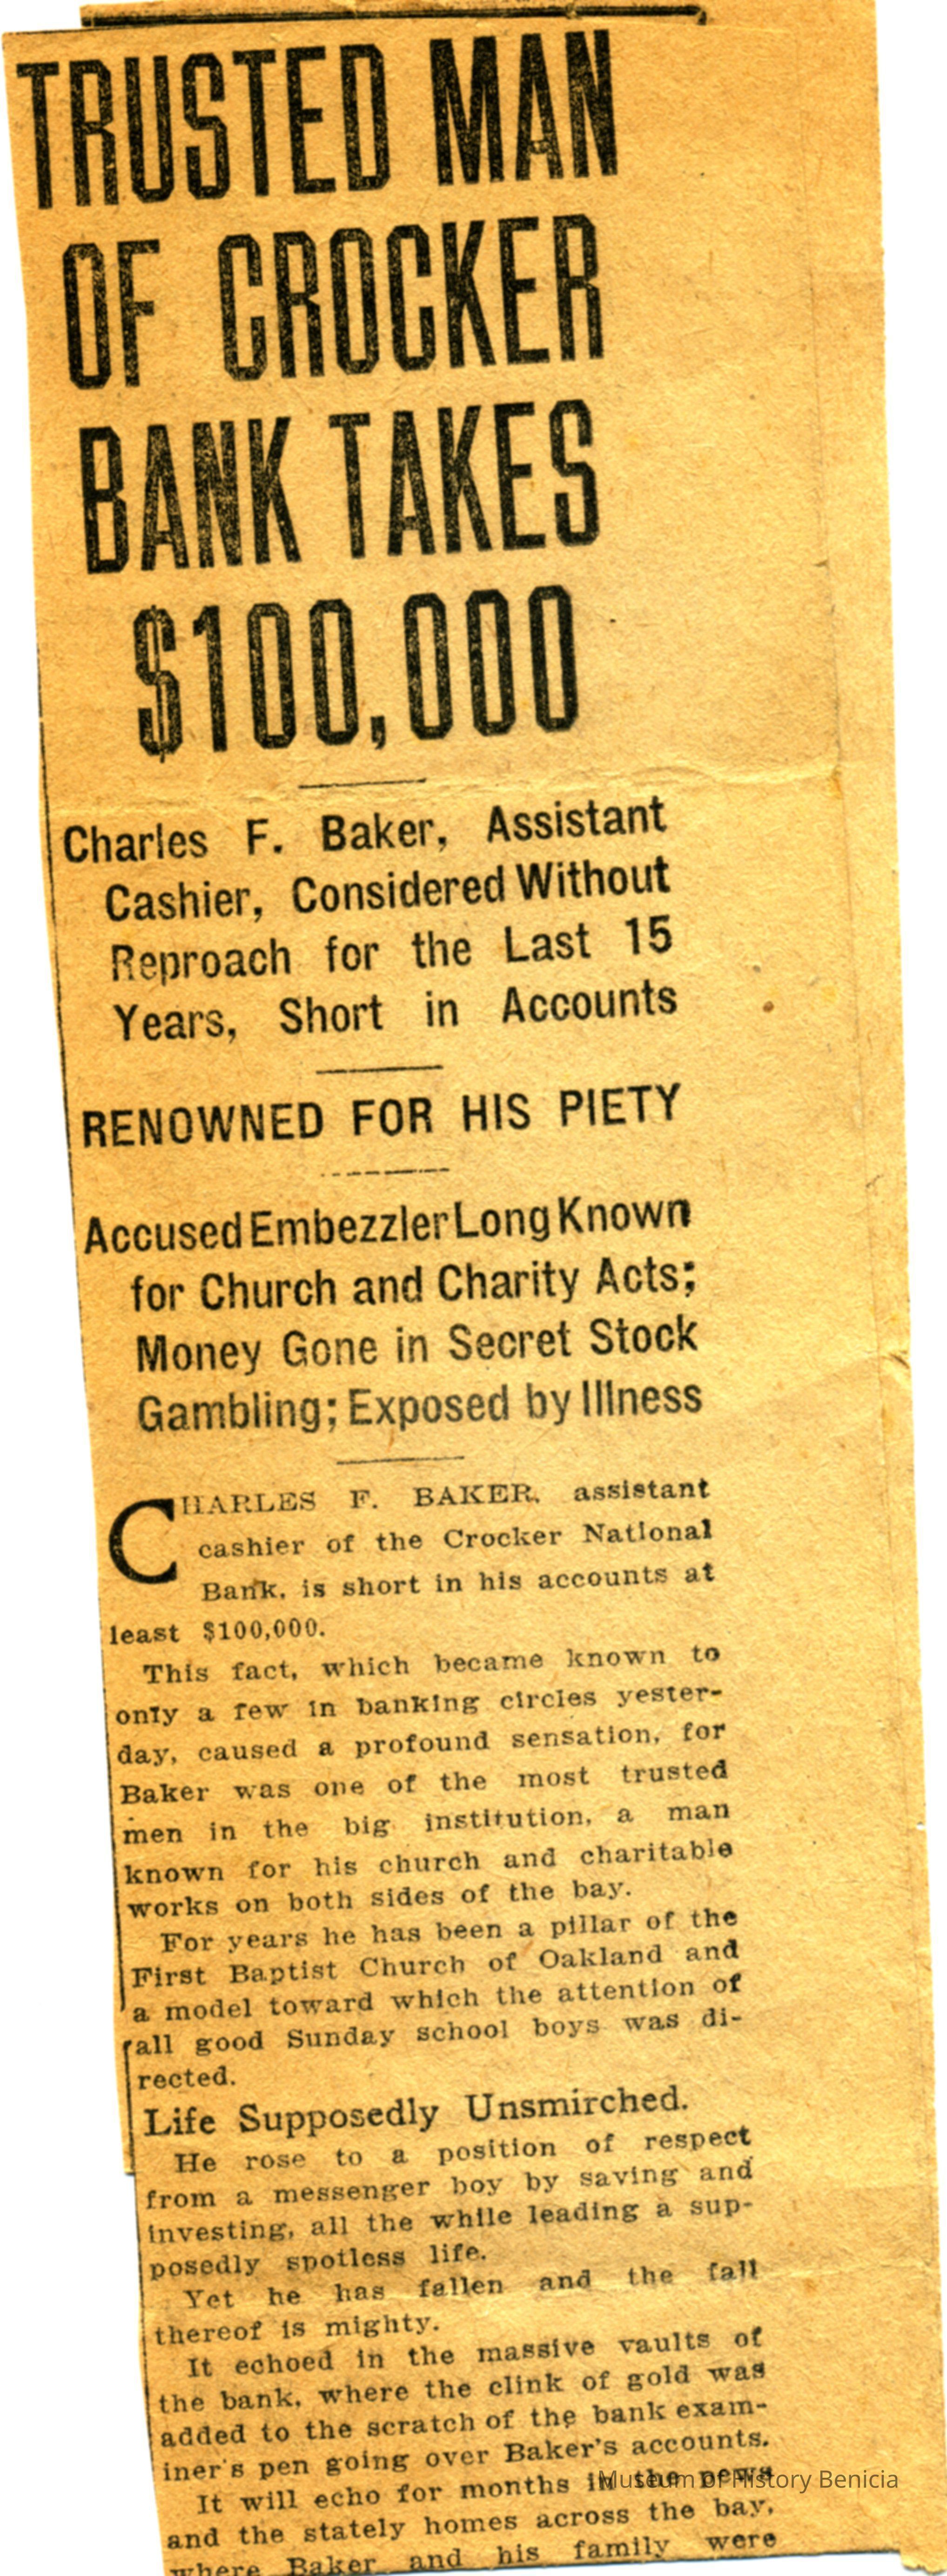 TRUSTED MAN
OF CROCKER
BANK TAKES
$100,000
Charles F. Baker, Assistant
Cashier, Considered Without
Reproach for the Last 15
Years, Short in Accounts
RENOWNED FOR HIS PIETY
Accused Embezzler Long Known
for Church and Charity Acts;
Money Gone in Secret Stock
Gambling; Exposed by Illness
CHARLES F. BAKER, assistant
cashier of the Crocker National
Bank, is short in his accounts at
least $100,000.
This fact, which became known to
only a few in banking circles yester-
day, caused a profound sensation, for
Baker was one of the most trusted
men in the big institution, a man
known for his church and charitable
works on both sides of the bay.
For years he has been a pillar of the
First Baptist Church of Oakland and
a model toward which the attention of
all good Sunday school boys was di-
rected.
Life Supposedly Unsmirched.
He rose to a position of respect
from a messenger boy by saving and
investing, all the while leading a sup-
posedly spotless life.
Yet he has fallen and the fall
thereof is mighty.
It echoed in the massive vaults of
the bank, where the clink of gold was
added to the scratch of the bank exam-
iner's pen going over Baker's accounts.
It will echo for months in the pews
and the stately homes across the bay,
where Baker and his family were
Museum of History Benicia